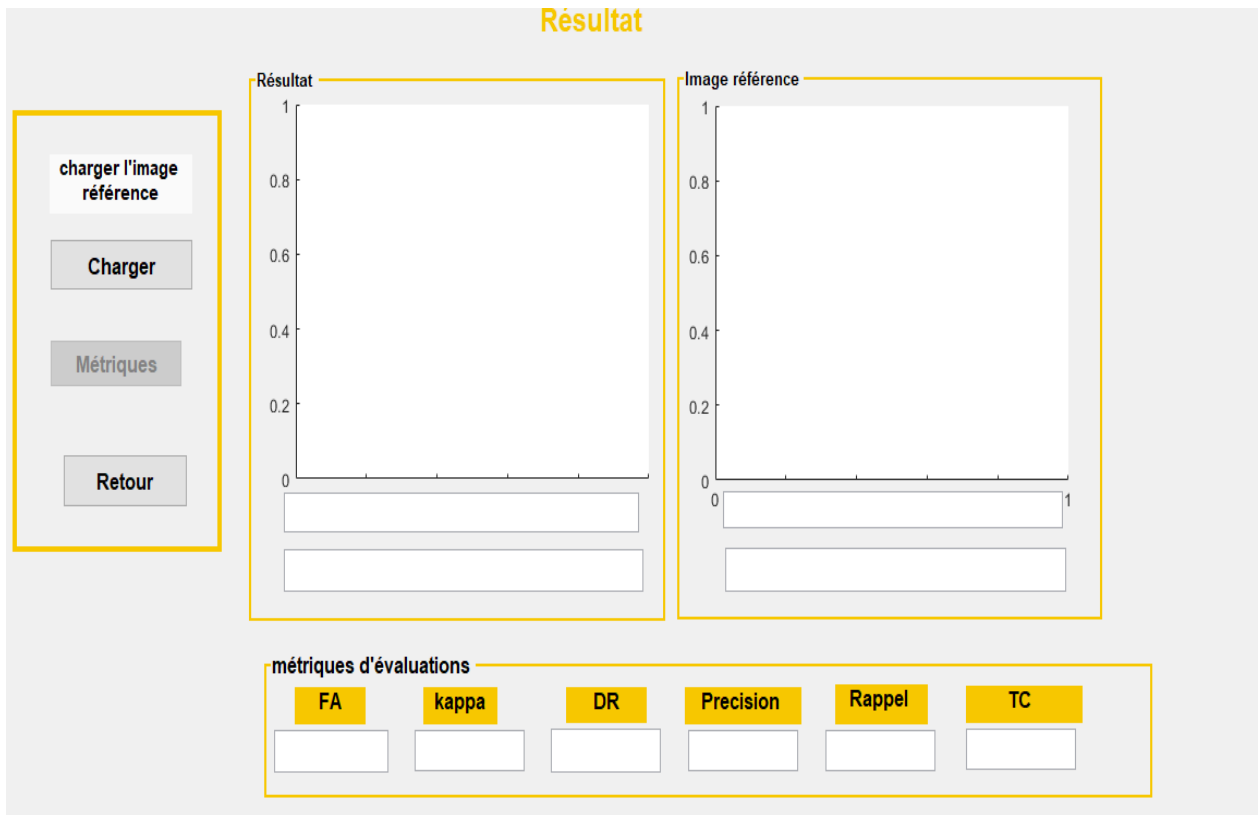 Résultat
charger l'image
référence
Charger
Métriques
Retour
Résultat
1
0.8
0.6
0.4
0.2
0
Image référence
1
0.8
0.6
0.4
0.2
0
0
1
métriques d'évaluations
FA kappa DR Precision Rappel TC